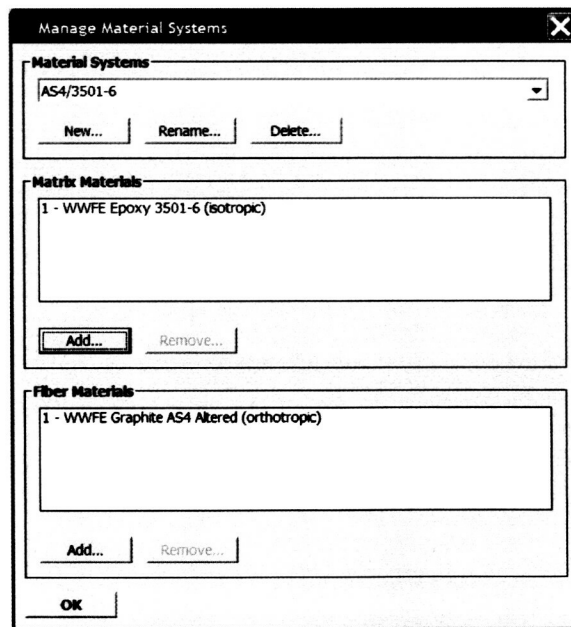 Manage Material Systems
Material Systems
AS4/3501-6
New... Rename... Delete...
Matrix Materials
1 - WWFE Epoxy 3501-6 (isotropic)
Add... Remove...
Fiber Materials
1 - WWFE Graphite AS4 Altered (orthotropic)
Add... Remove...
OK